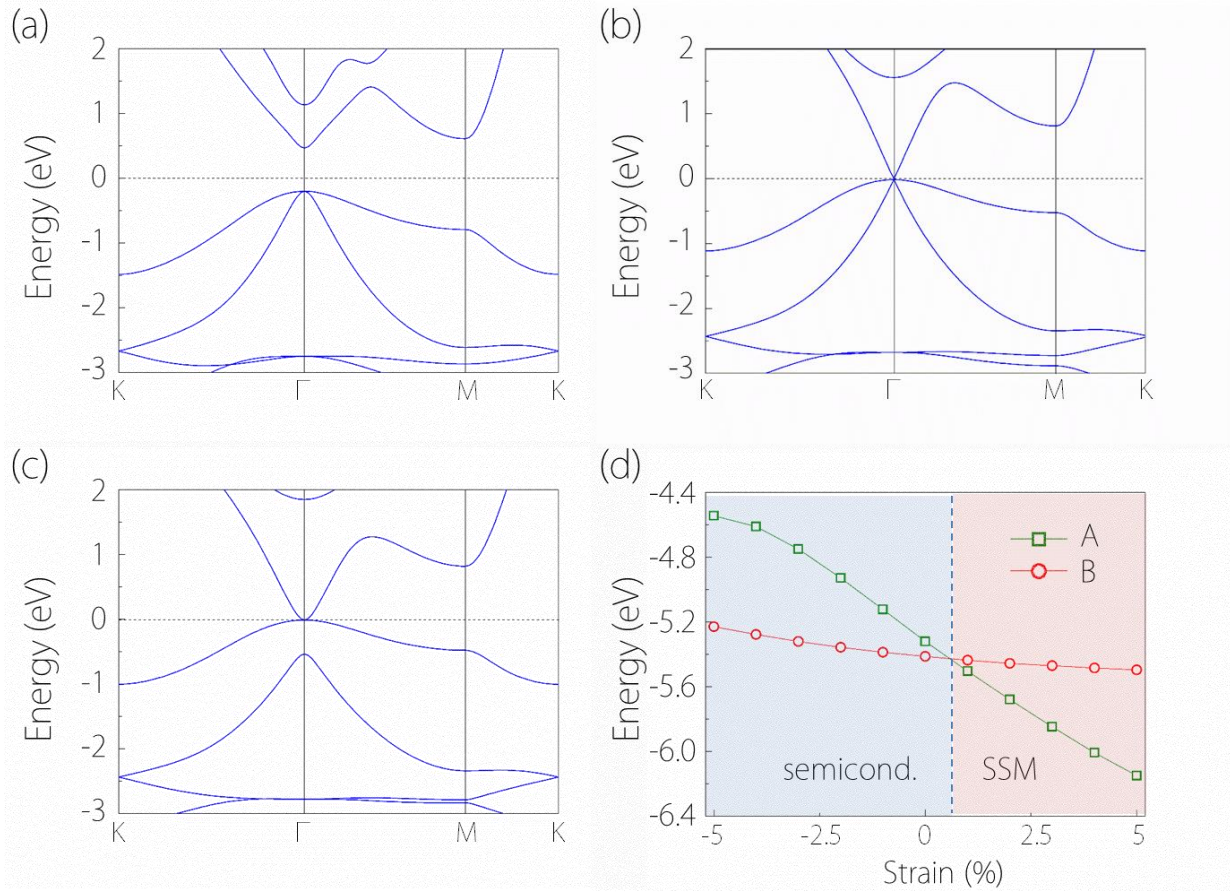 (a)
2
1
0
-1
-2
-3
Energy (eV)
K Γ M K
(b)
2
1
0
-1
-2
-3
Energy (eV)
K Γ M K
(c)
2
1
0
-1
-2
-3
Energy (eV)
K Γ M K
(d)
-4.4
-4.8
-5.2
-5.6
-6.0
-6.4
Energy (eV)
A
B
semicond. SSM
-5 -2.5 0 2.5 5
Strain (%)